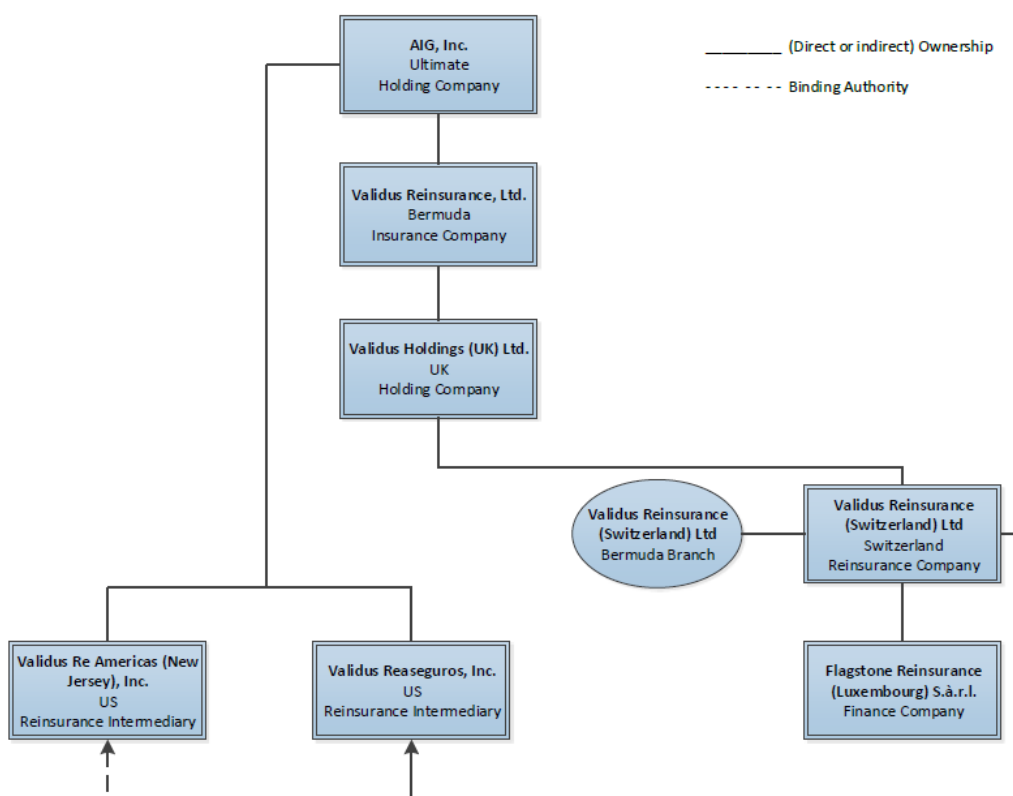 AIG, Inc.
Ultimate
Holding Company
(Direct or indirect) Ownership
Binding Authority
Validus Reinsurance, Ltd.
Bermuda
Insurance Company
Validus Holdings (UK) Ltd.
UK
Holding Company
Validus Reinsurance
(Switzerland) Ltd
Bermuda Branch
Validus Reinsurance
(Switzerland) Ltd
Switzerland
Reinsurance Company
Validus Re Americas (New
Jersey), Inc.
US
Reinsurance Intermediary
Validus Reaseguros, Inc.
US
Reinsurance Intermediary
Flagstone Reinsurance
(Luxembourg) S.à.r.l.
Finance Company